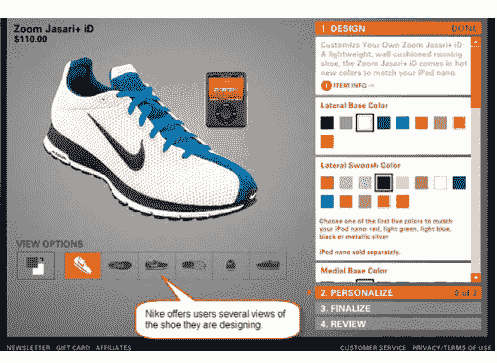 Zoom Jasari+ iD
$110.00
1 DESIGN
DONE
Customize Your Own Zoom Jasari+ iD
A lightweight, well-cushioned running
shoe, the Zoom Jasari+ iD comes in hot
new colors to match your iPod nano.
ITEM INFO
Lateral Base Color
Lateral Swoosh Color
Choose one of the first five colors to match
your iPod nano: red, light green, light blue,
black or metallic silver
iPod nano sold separately.
Medial Base Color
VIEW OPTIONS
Nike offers users several views of
the shoe they are designing.
2. PERSONALIZE
3. FINALIZE
4. REVIEW
NEWSLETTER GIFT CARD AFFILIATES
CUSTOMER SERVICE PRIVACY/TERMS OF USE